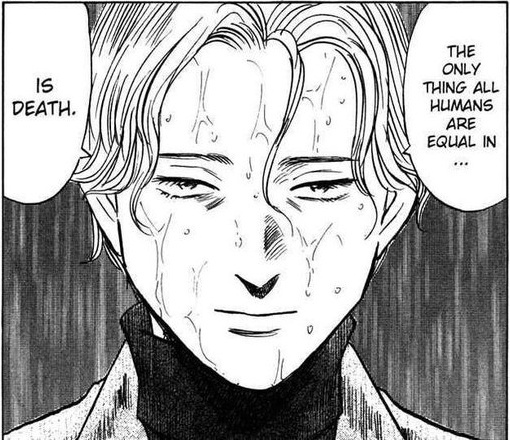 THE
ONLY
THING ALL
HUMANS
ARE
EQUAL IN
...
IS
DEATH.